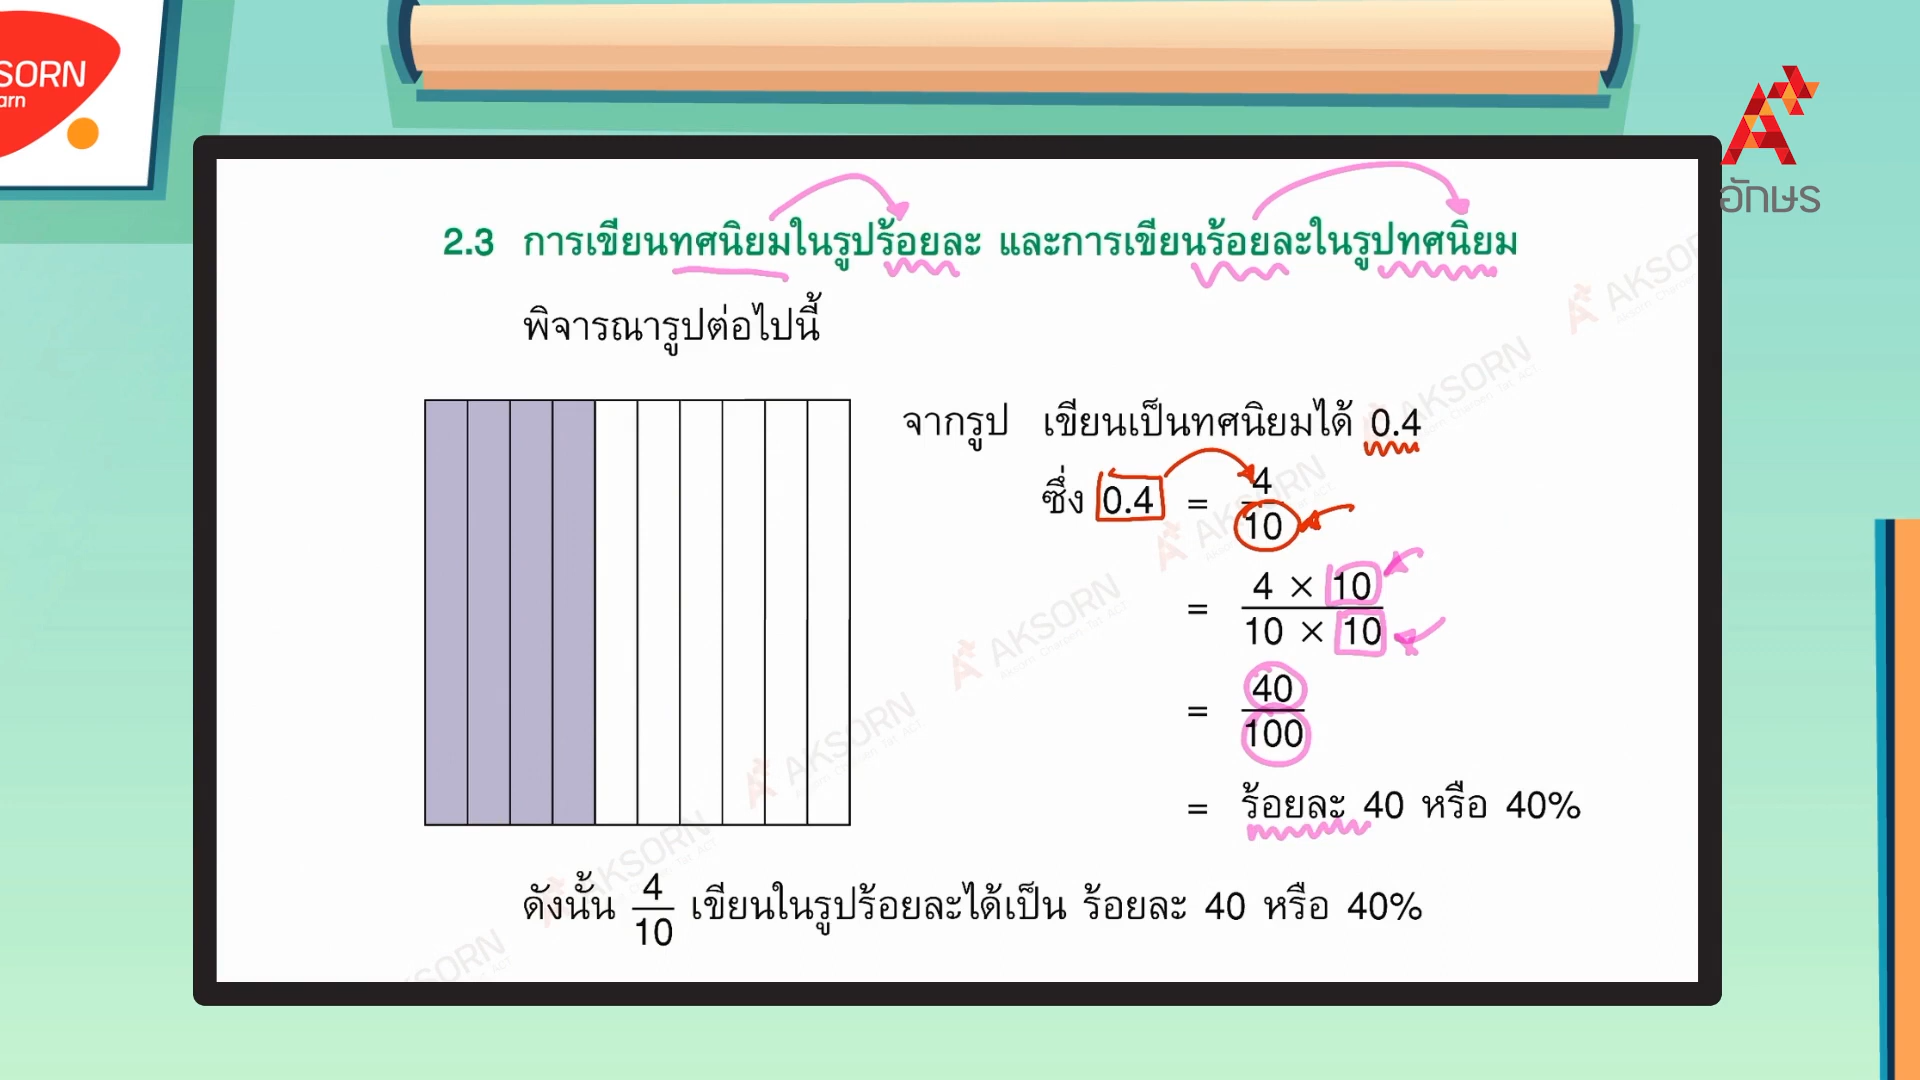 SORN
arn
อักษร
2.3 การเขียนทศนิยมในรูปร้อยละ และการเขียนร้อยละในรูปทศนิยม
พิจารณารูปต่อไปนี้
จากรูป เขียนเป็นทศนิยมได้ 0.4
ซึ่ง 0.4 = 4/10
= 4 × 10 / 10 × 10
= 40/100
= ร้อยละ 40 หรือ 40%
ดังนั้น 4/10 เขียนในรูปร้อยละได้เป็น ร้อยละ 40 หรือ 40%